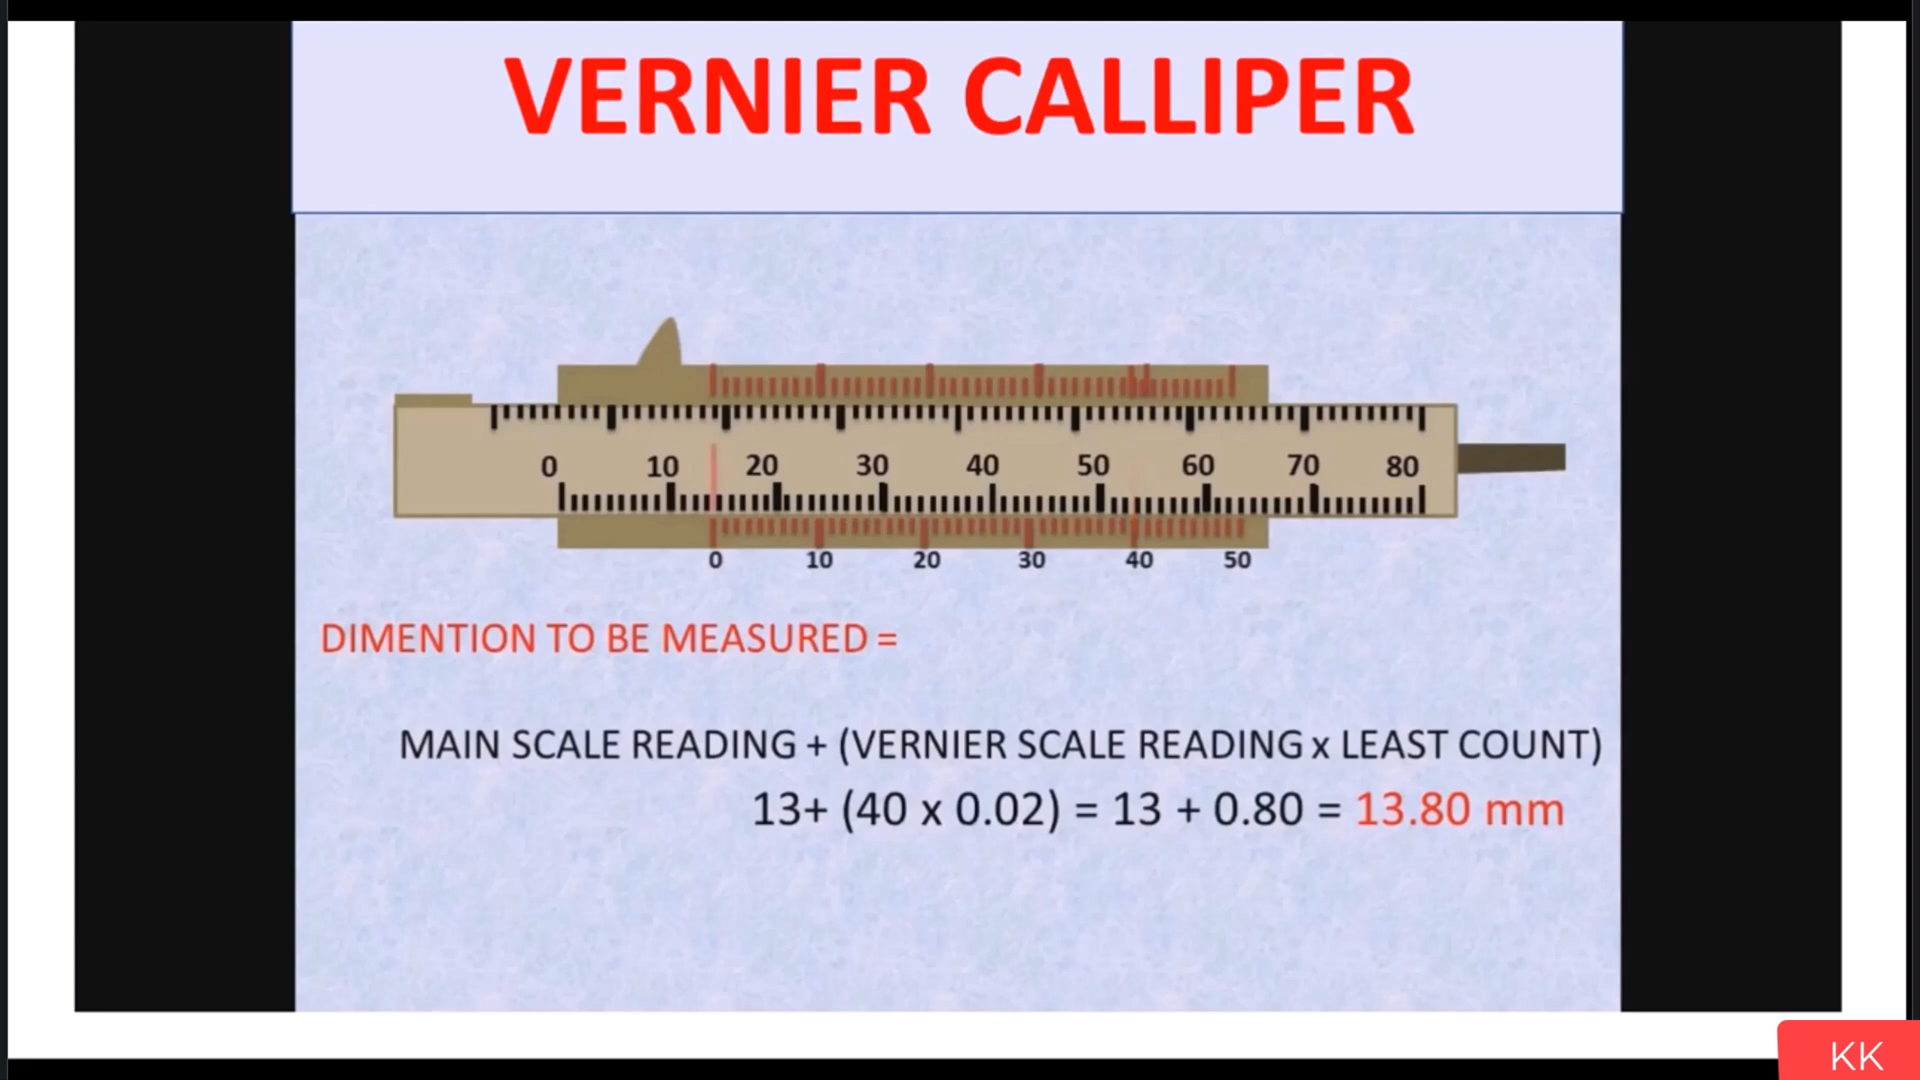 VERNIER CALLIPER
0 10 20 30 40 50 60 70 80
0 10 20 30 40 50
DIMENTION TO BE MEASURED =
MAIN SCALE READING + (VERNIER SCALE READING x LEAST COUNT)
13+ (40 x 0.02) = 13 + 0.80 = 13.80 mm
KK